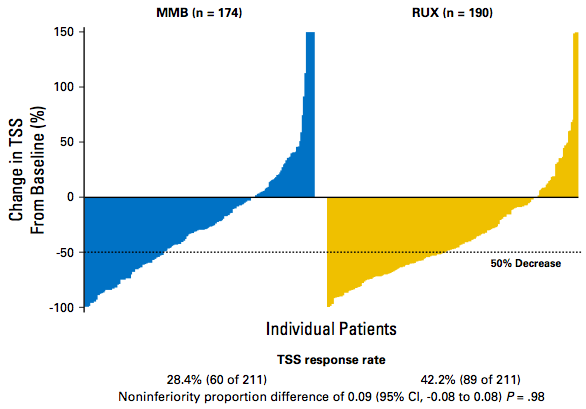 MMB (n = 174)
RUX (n = 190)
Change in TSS
From Baseline (%)
150
100
50
0
-50
-100
50% Decrease
Individual Patients
TSS response rate
28.4% (60 of 211)
42.2% (89 of 211)
Noninferiority proportion difference of 0.09 (95% CI, -0.08 to 0.08) P = .98